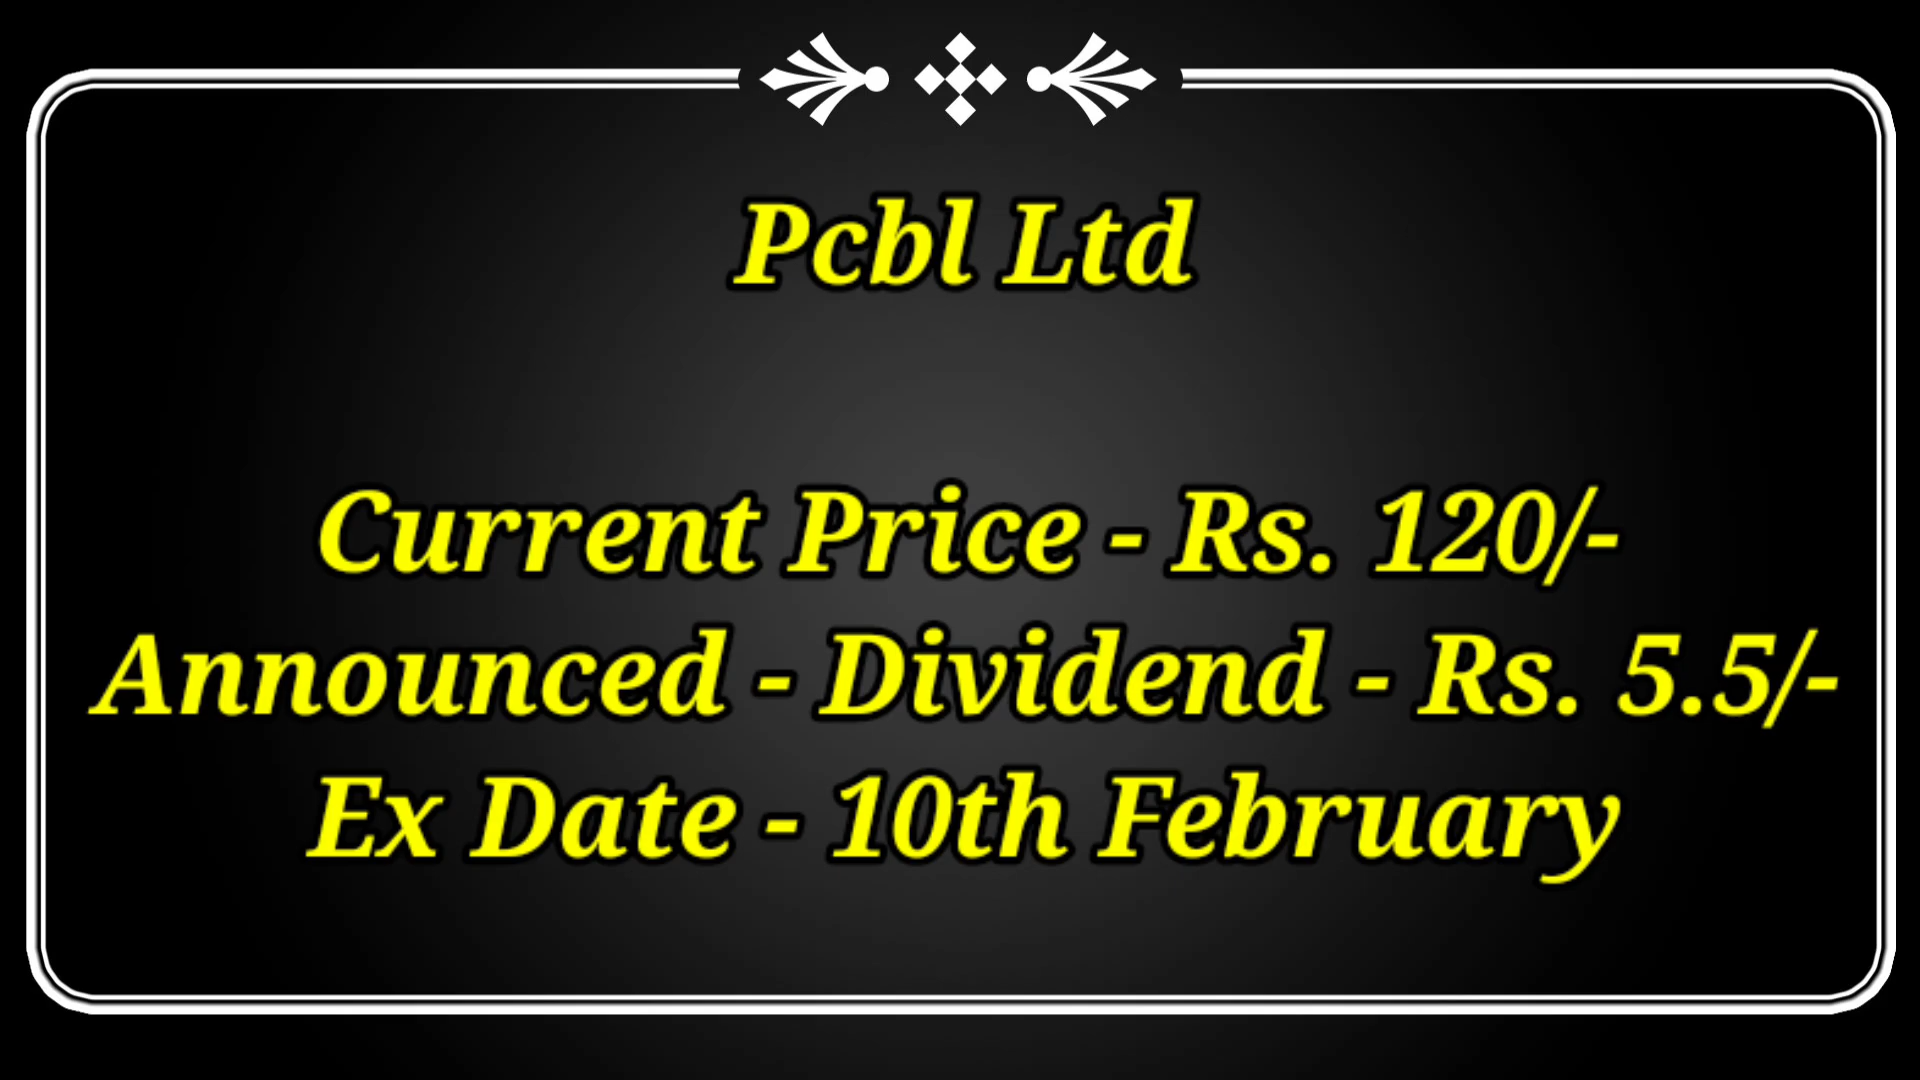 Pcbl Ltd
Current Price - Rs. 120/-
Announced - Dividend - Rs. 5.5/-
Ex Date - 10th February